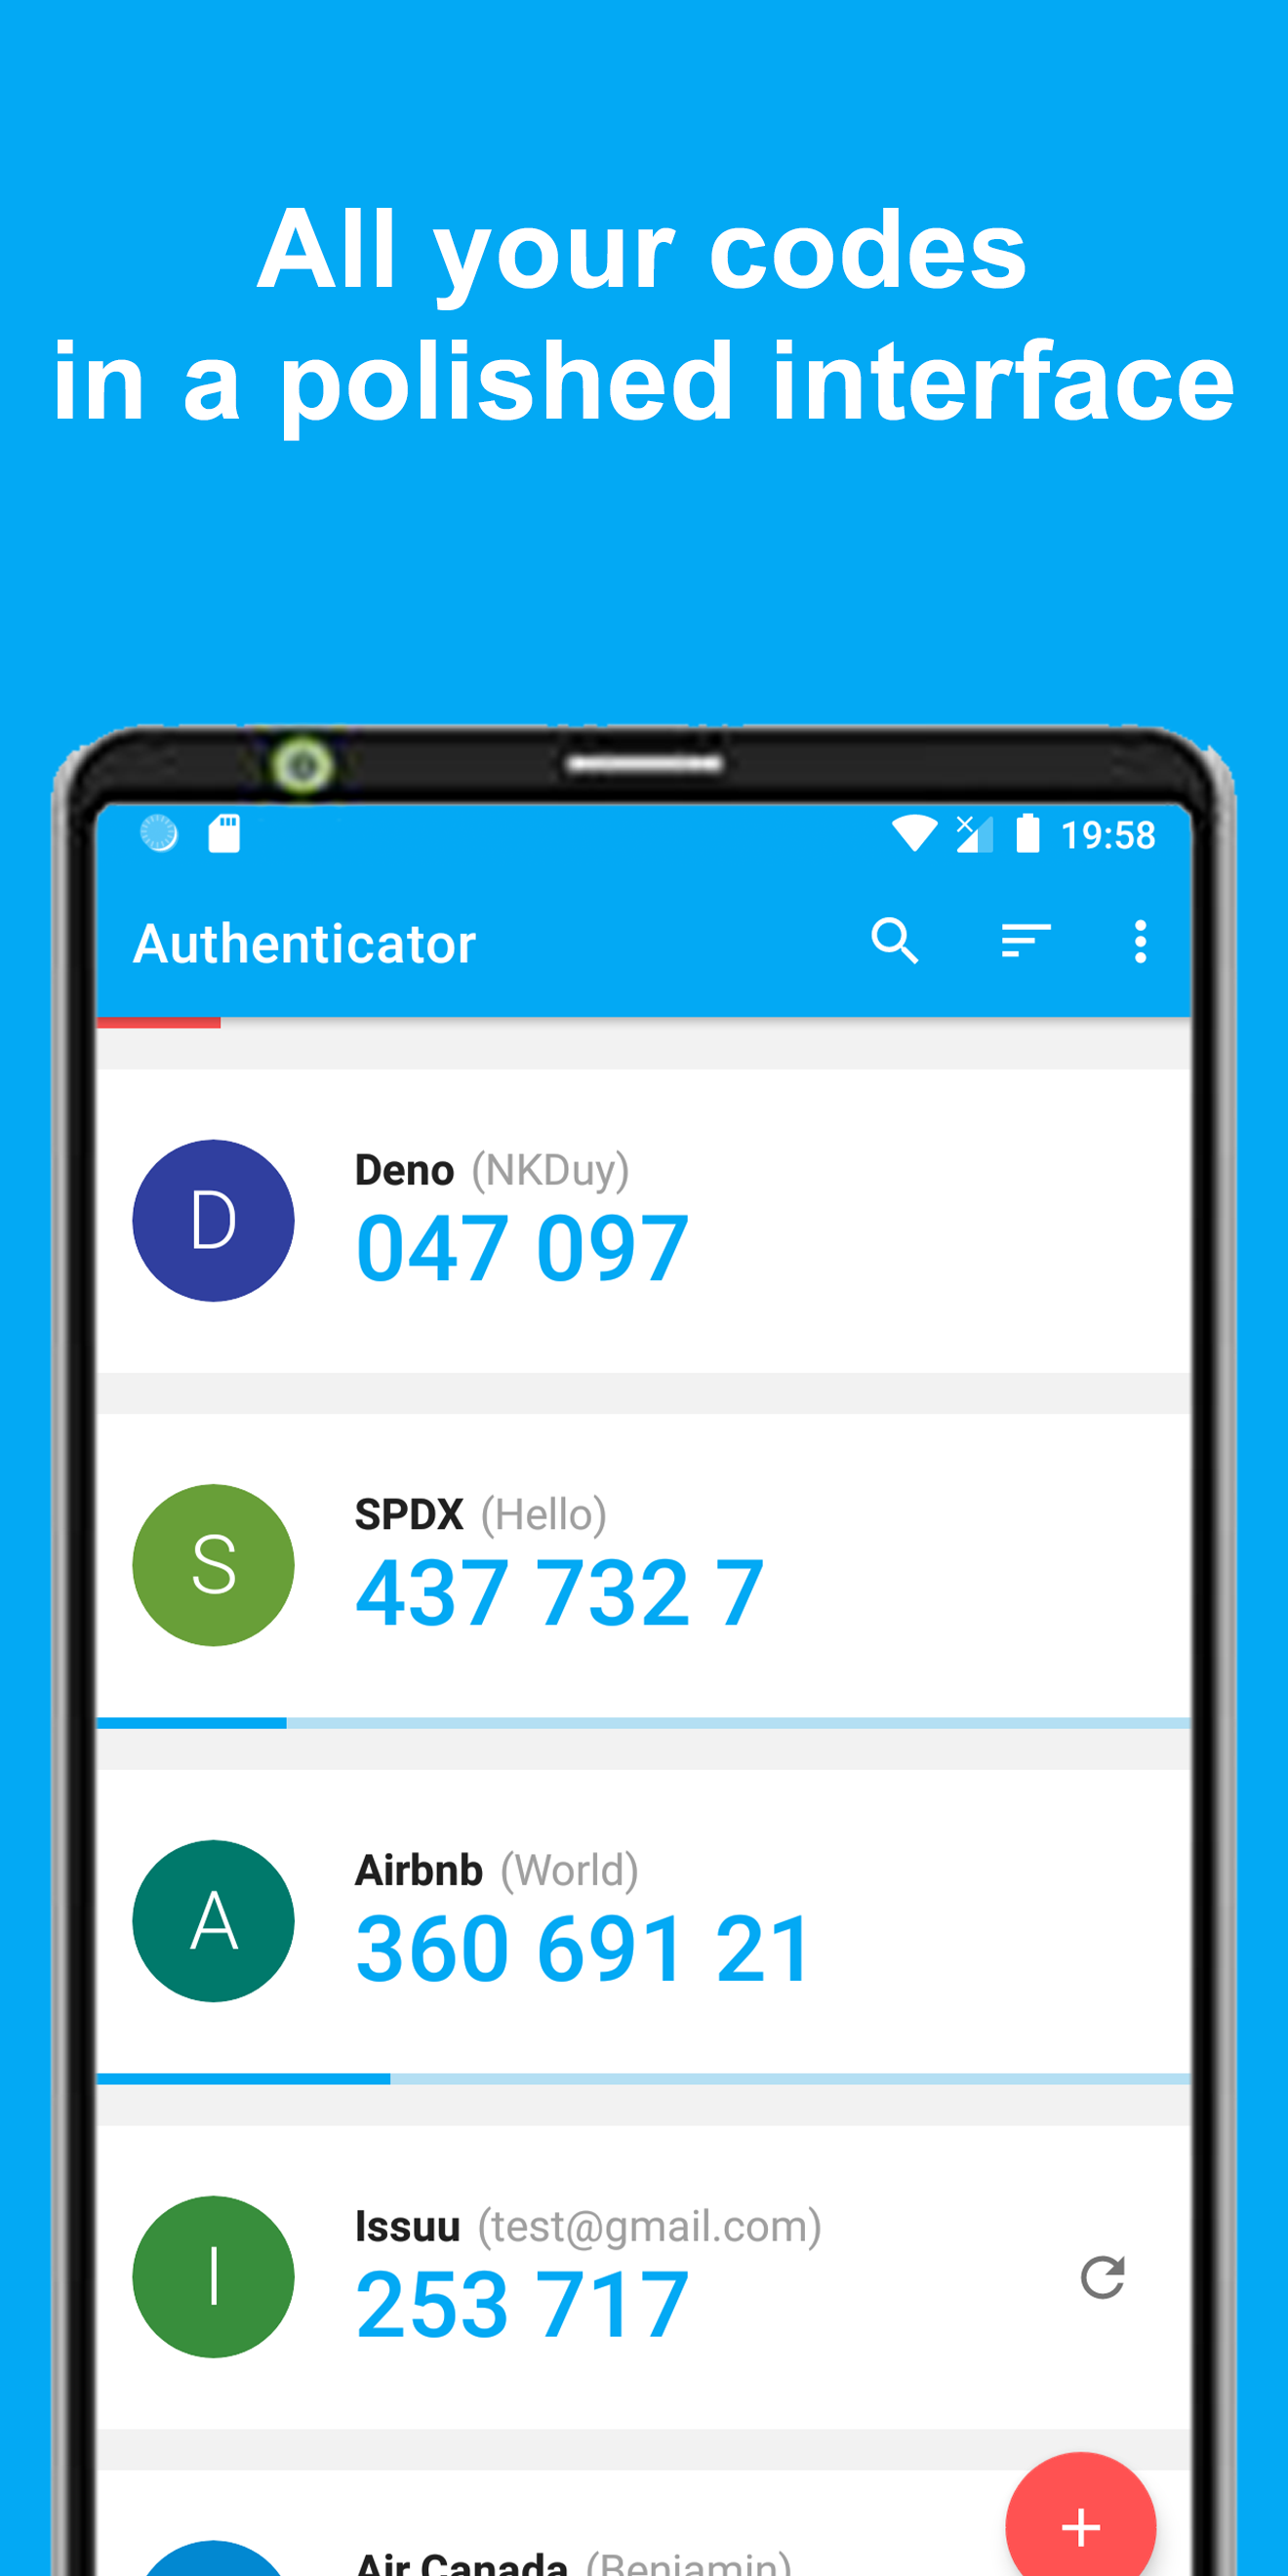 All your codes
in a polished interface
19:58
Authenticator
D
Deno (NKDuy)
047 097
S
SPDX (Hello)
437 732 7
A
Airbnb (World)
360 691 21
I
Issuu (test@gmail.com)
253 717
+
Air Canada (Benjamin)